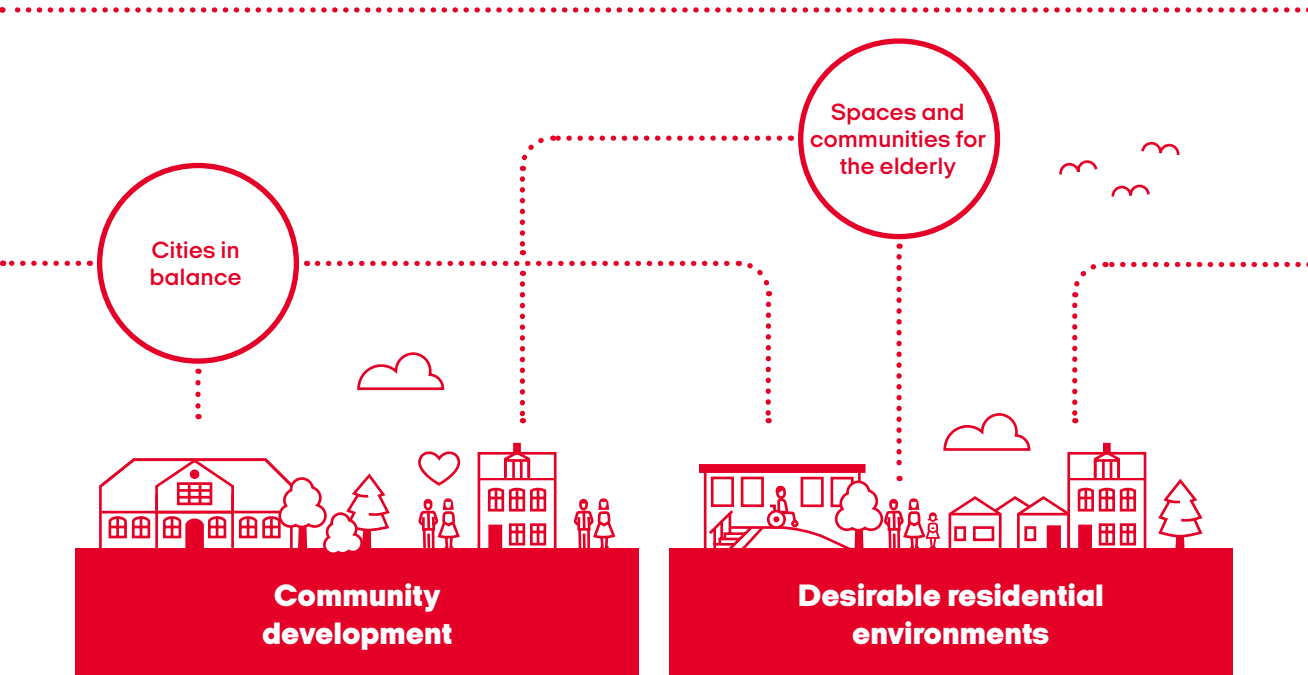 Spaces and
communities for
the elderly
Cities in
balance
Community
development
Desirable residential
environments